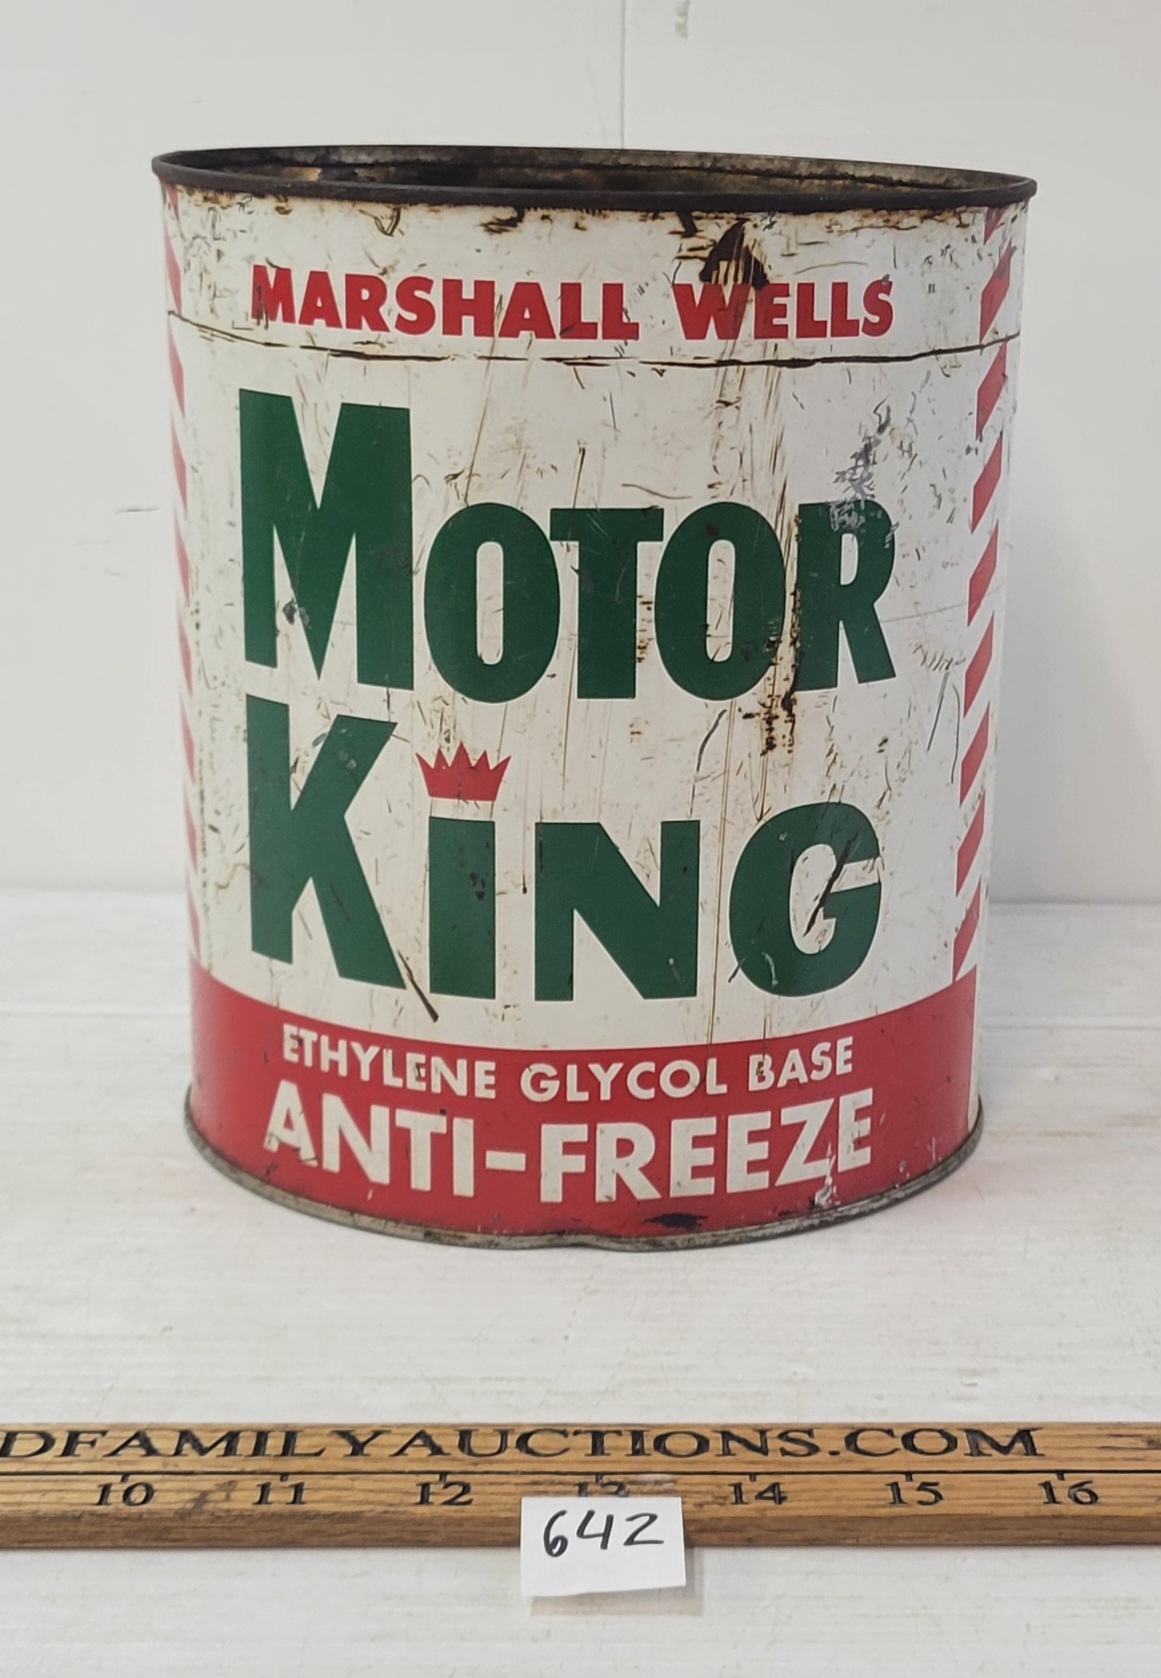 MARSHALL WELLS
MOTOR
KiNG
ETHYLENE GLYCOL BASE
ANTI-FREEZE
DFAMILYAUCTIONS.COM
10 11 12 13 14 15 16
642